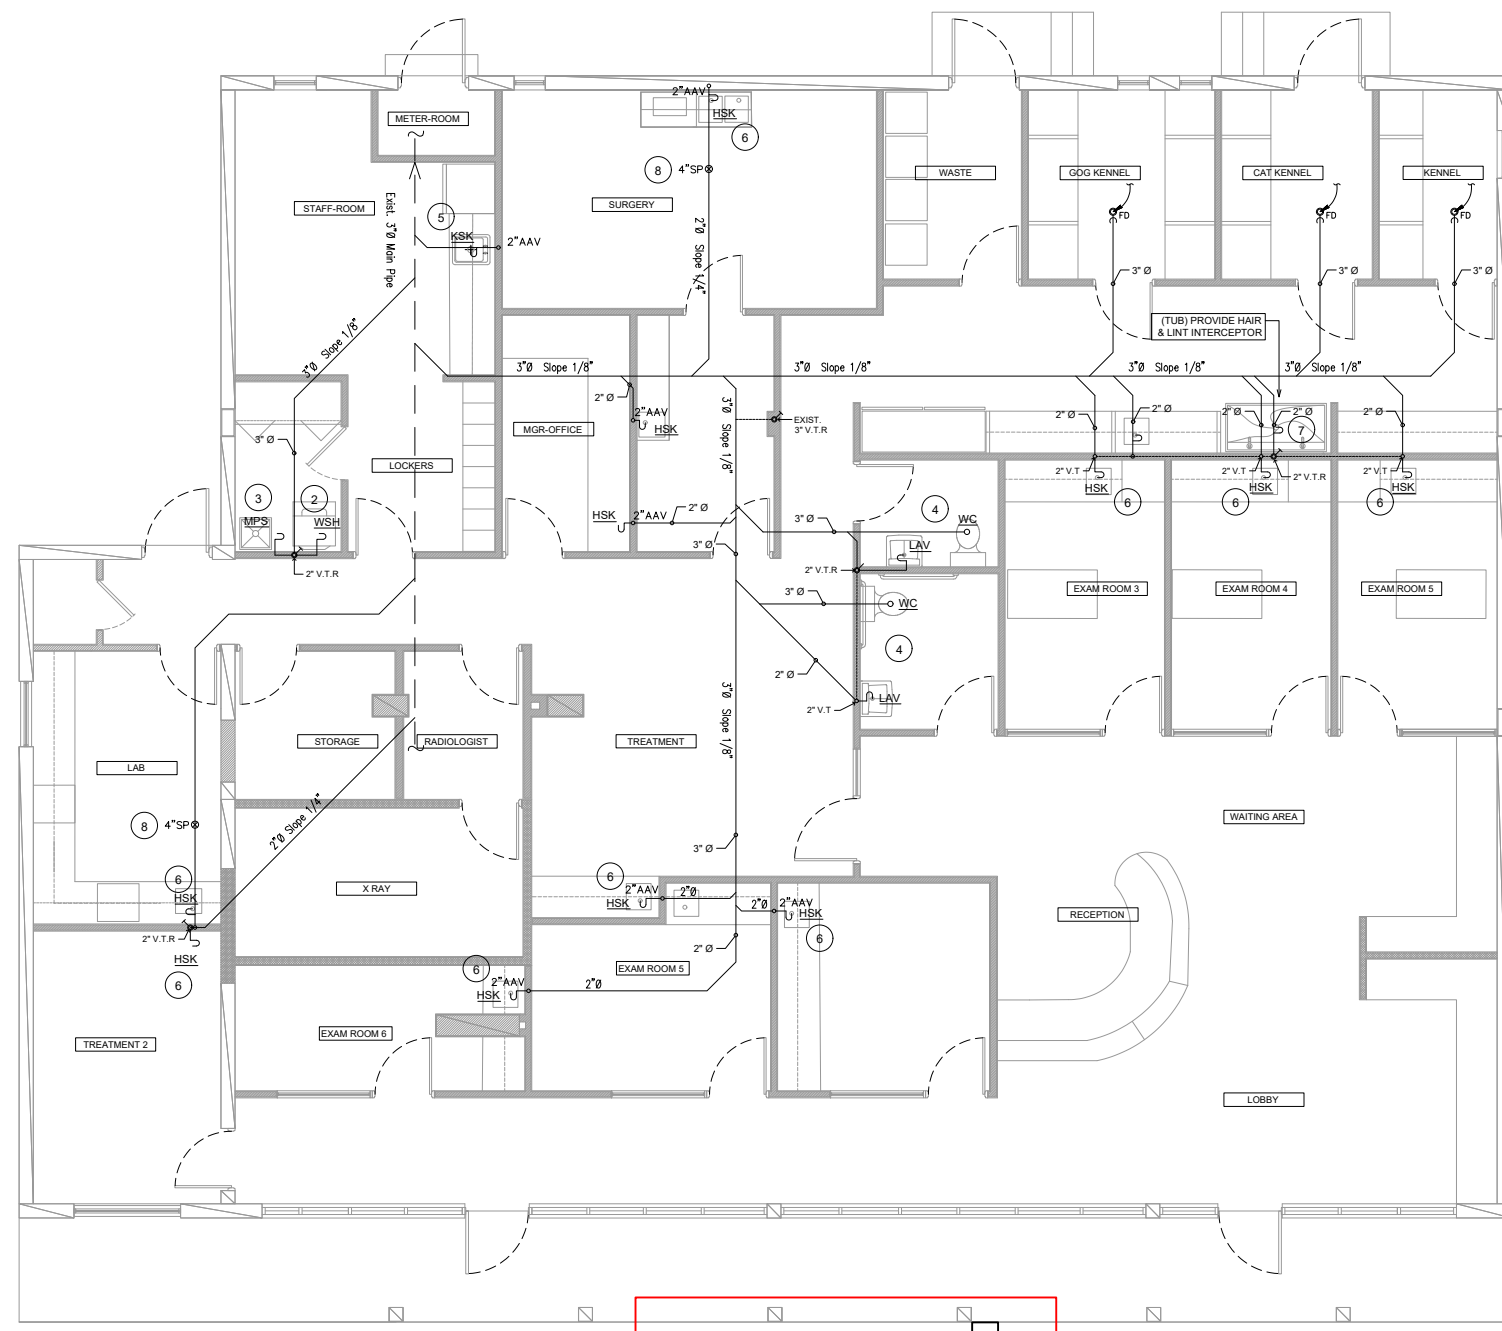 2"AAV
HSK
6
METER-ROOM
8
4"SP
WASTE
GOG KENNEL
CAT KENNEL
KENNEL
STAFF-ROOM
SURGERY
5
FD
FD
FD
Exist. 3"Ø Main Pipe
KSK
2"AAV
2"Ø Slope 1/4"
3" Ø
3" Ø
3" Ø
(TUB) PROVIDE HAIR
& LINT INTERCEPTOR
3"Ø Slope 1/8"
3"Ø Slope 1/8"
3"Ø Slope 1/8"
3"Ø Slope 1/8"
3"Ø Slope 1/8"
2" Ø
3"Ø Slope 1/8"
2"AAV
HSK
EXIST.
3" V.T.R
2" Ø
2" Ø
2" Ø
2" Ø
2" Ø
7
MGR-OFFICE
3" Ø
LOCKERS
2" V.T
2" V.T
2" V.T.R
2" V.T
HSK
HSK
HSK
6
6
6
3
2
MPS
WSH
HSK
2"AAV
2" Ø
3" Ø
4
WC
3" Ø
LAV
2" V.T.R
2" V.T.R
EXAM ROOM 3
EXAM ROOM 4
EXAM ROOM 5
3" Ø
WC
4
2" Ø
LAV
2" V.T
3"Ø Slope 1/8"
STORAGE
RADIOLOGIST
TREATMENT
LAB
2"Ø Slope 1/4"
WAITING AREA
8
4"SP
3" Ø
6
HSK
X RAY
6
2"AAV
HSK
2"Ø
2"Ø
2"AAV
HSK
RECEPTION
2" V.T.R
6
2" Ø
HSK
6
6
2"AAV
HSK
EXAM ROOM 5
2"Ø
EXAM ROOM 6
TREATMENT 2
LOBBY